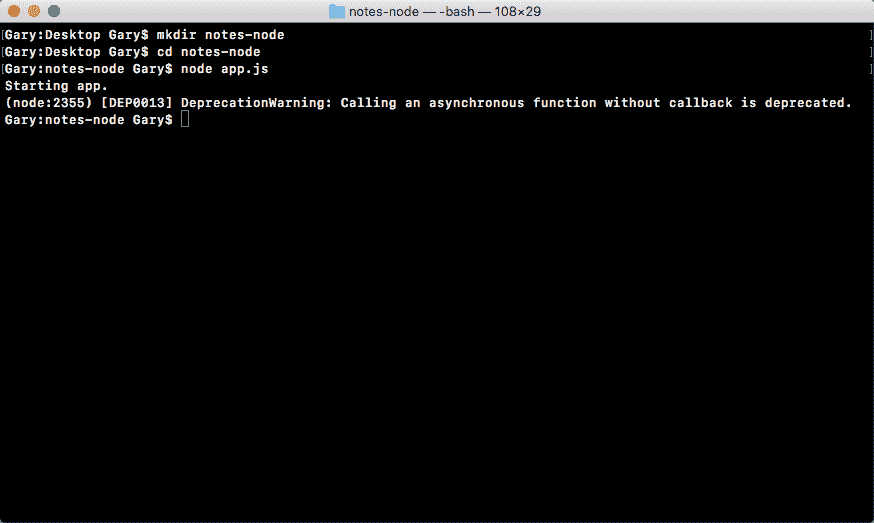 notes-node — -bash — 108×29
[Gary:Desktop Gary$ mkdir notes-node ]
[Gary:Desktop Gary$ cd notes-node ]
[Gary:notes-node Gary$ node app.js ]
Starting app.
(node:2355) [DEP0013] DeprecationWarning: Calling an asynchronous function without callback is deprecated.
Gary:notes-node Gary$